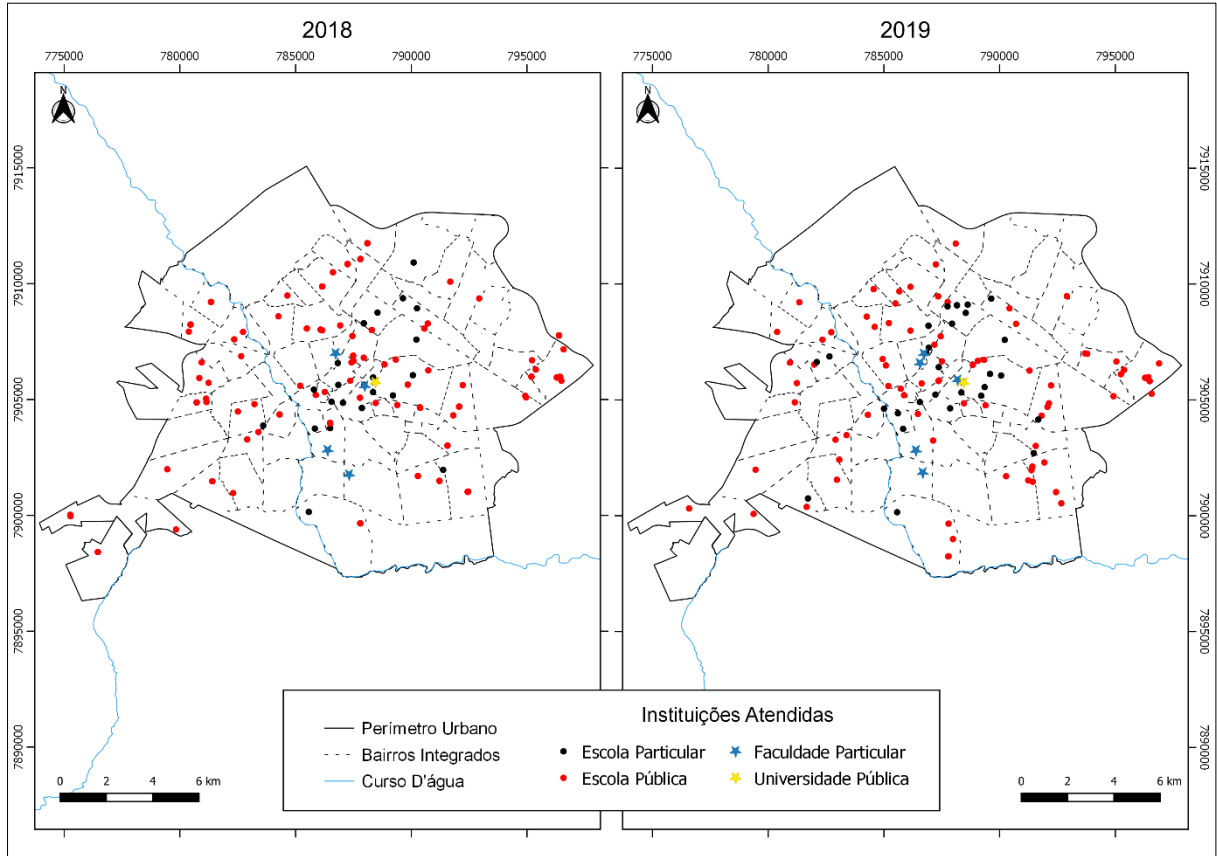 2018
2019
775000 780000 785000 790000 795000
775000 780000 785000 790000 795000
N
N
7915000
7910000
7905000
7900000
7895000
7890000
7915000
7910000
7905000
7900000
7895000
7890000
Perímetro Urbano
Bairros Integrados
Curso D'água
Instituições Atendidas
Escola Particular
Faculdade Particular
Escola Pública
Universidade Pública
0 2 4 6 km
0 2 4 6 km